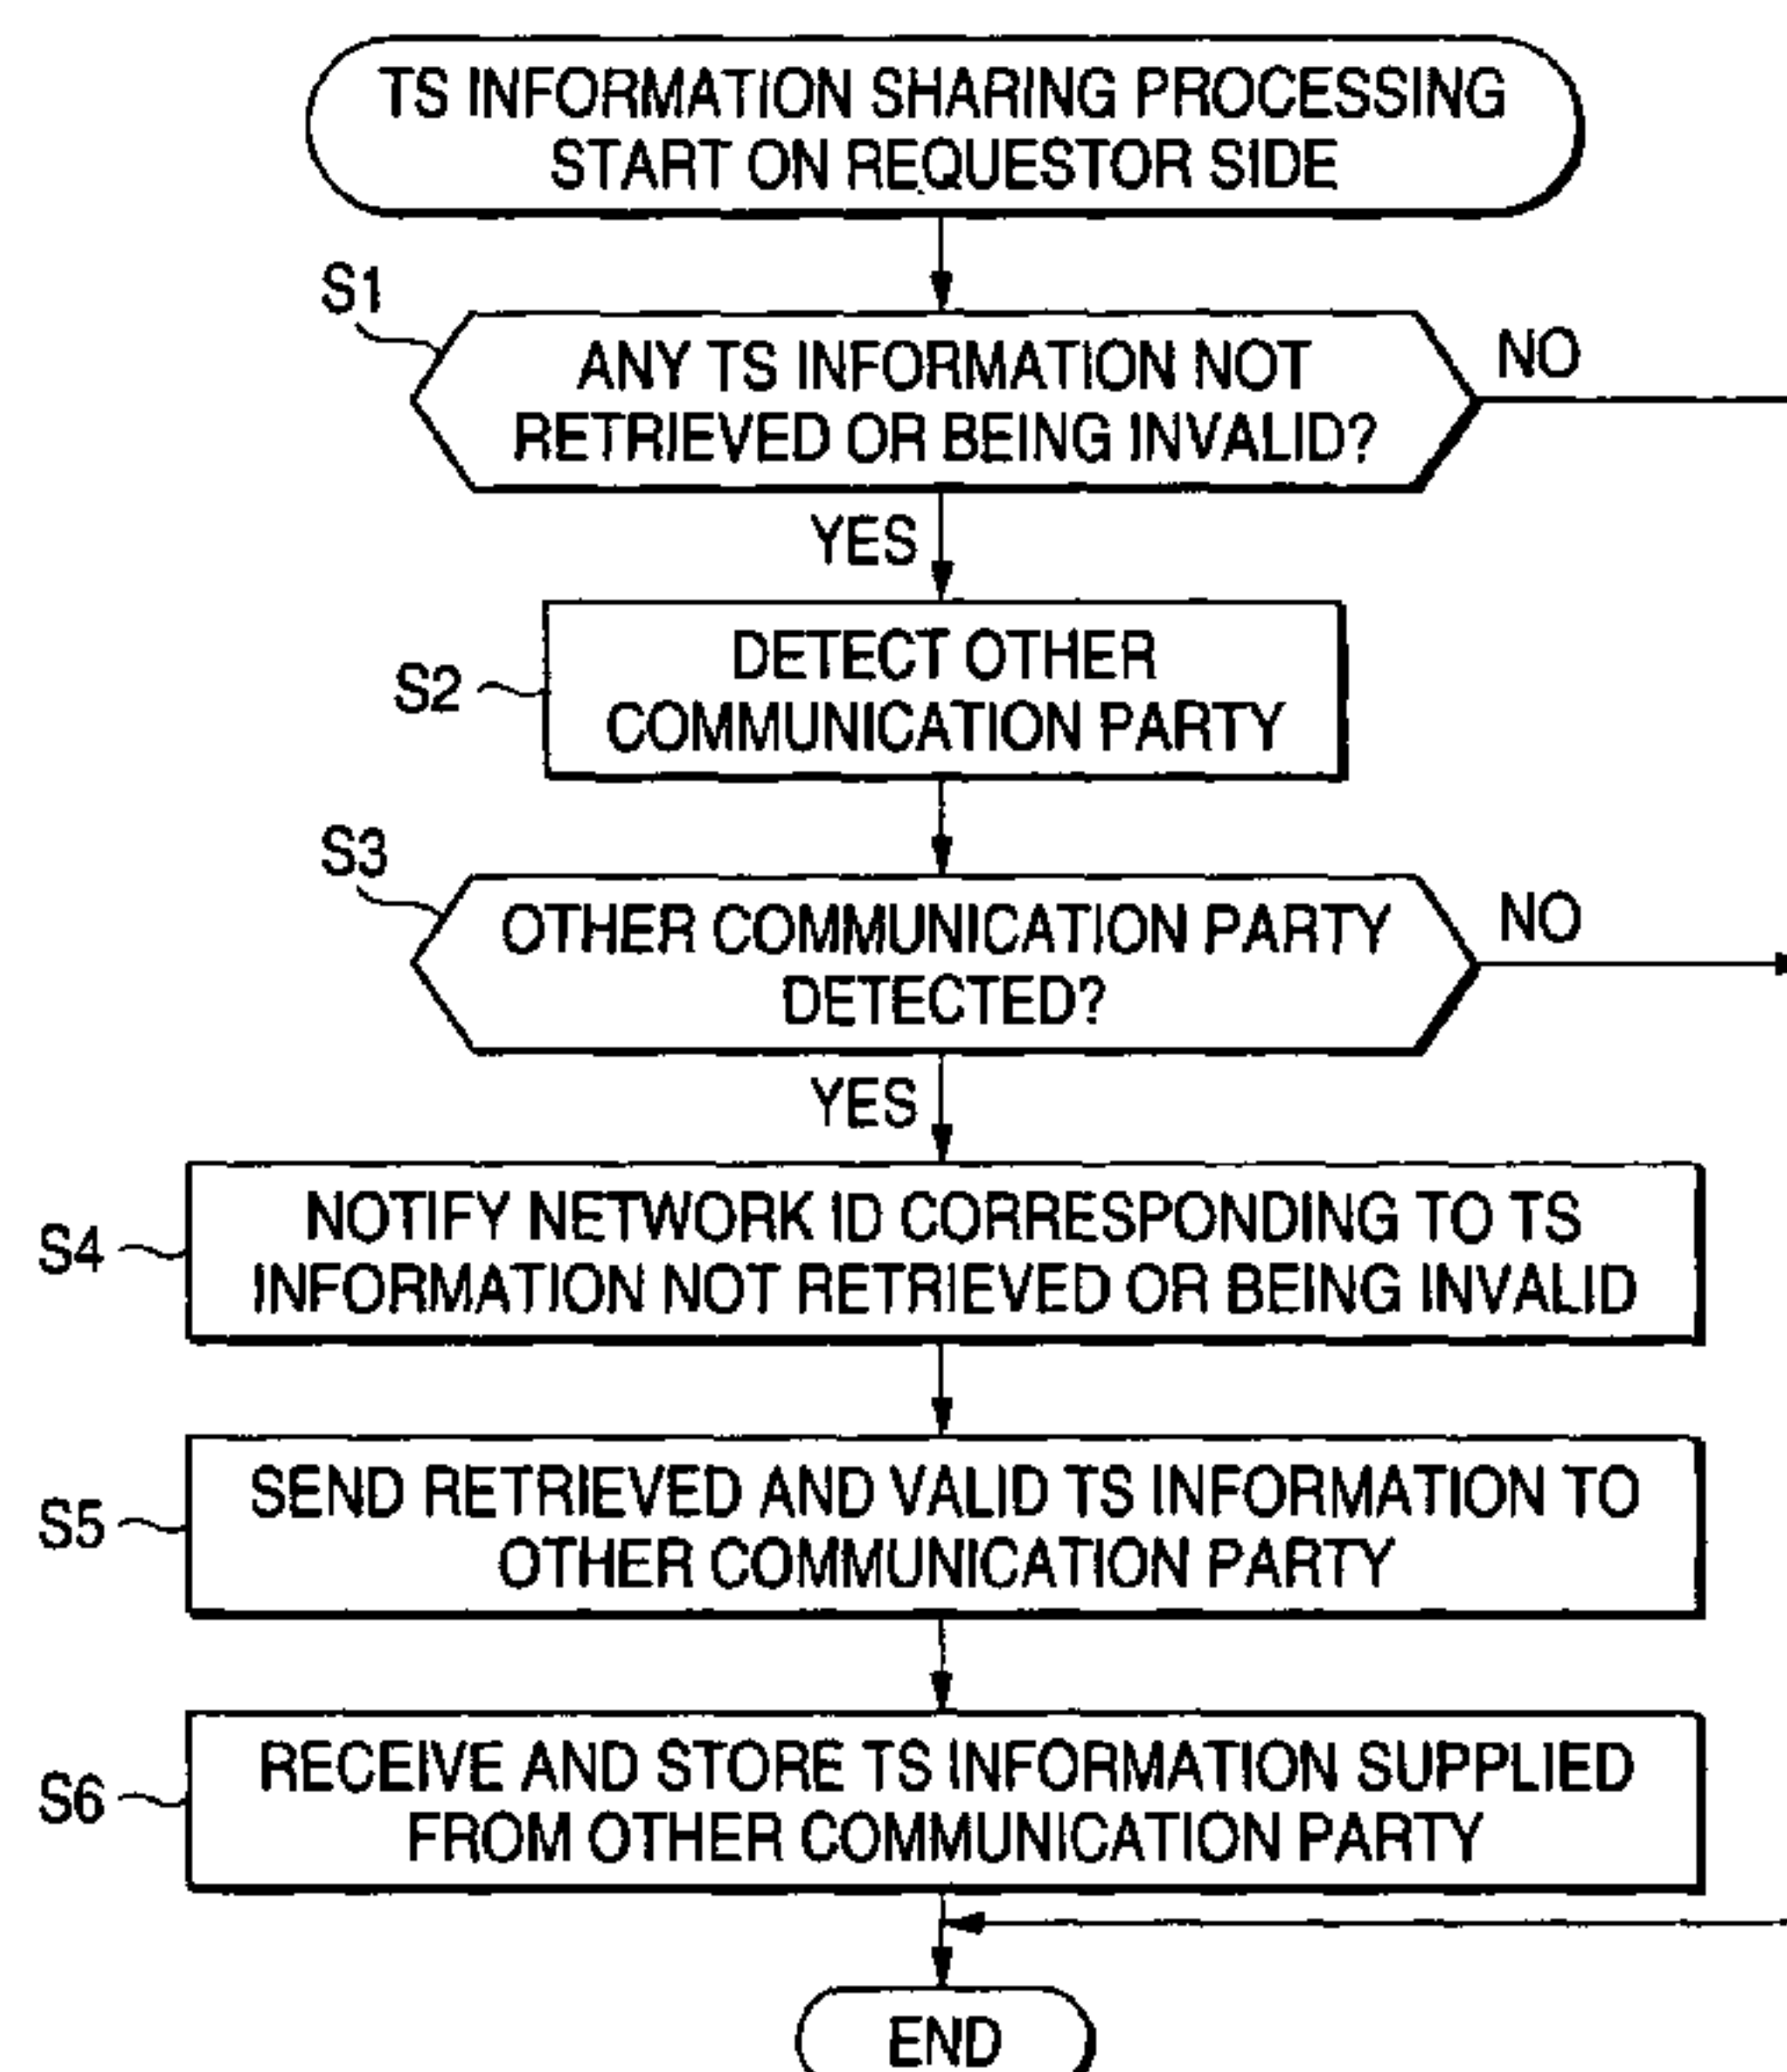 TS INFORMATION SHARING PROCESSING
START ON REQUESTOR SIDE
S1
ANY TS INFORMATION NOT
RETRIEVED OR BEING INVALID?
NO
YES
S2
DETECT OTHER
COMMUNICATION PARTY
S3
OTHER COMMUNICATION PARTY
DETECTED?
NO
YES
S4
NOTIFY NETWORK ID CORRESPONDING TO TS
INFORMATION NOT RETRIEVED OR BEING INVALID
S5
SEND RETRIEVED AND VALID TS INFORMATION TO
OTHER COMMUNICATION PARTY
S6
RECEIVE AND STORE TS INFORMATION SUPPLIED
FROM OTHER COMMUNICATION PARTY
END